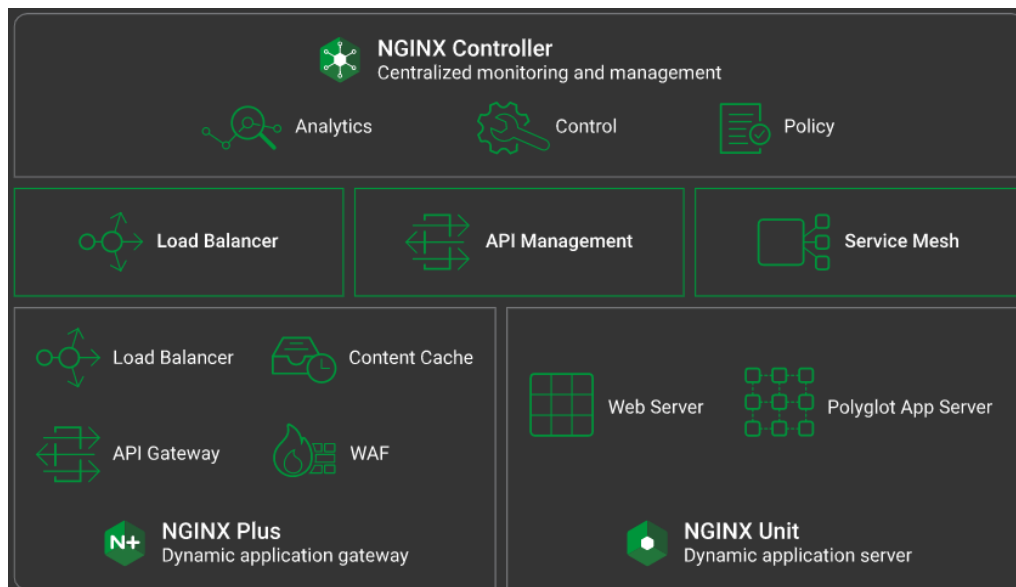 NGINX Controller
Centralized monitoring and management
Analytics
Control
Policy
Load Balancer
API Management
Service Mesh
Load Balancer
Content Cache
API Gateway
WAF
N+
NGINX Plus
Dynamic application gateway
Web Server
Polyglot App Server
NGINX Unit
Dynamic application server